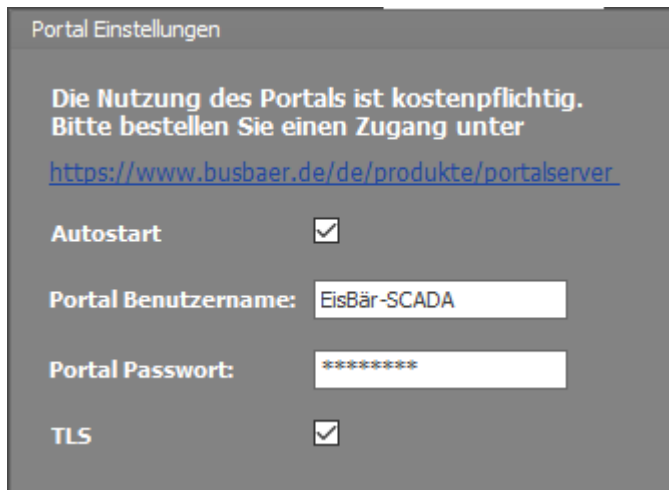 Portal Einstellungen
Die Nutzung des Portals ist kostenpflichtig.
Bitte bestellen Sie einen Zugang unter
https://www.busbaer.de/de/produkte/portalserver
Autostart
Portal Benutzername: EisBär-SCADA
Portal Passwort: ********
TLS